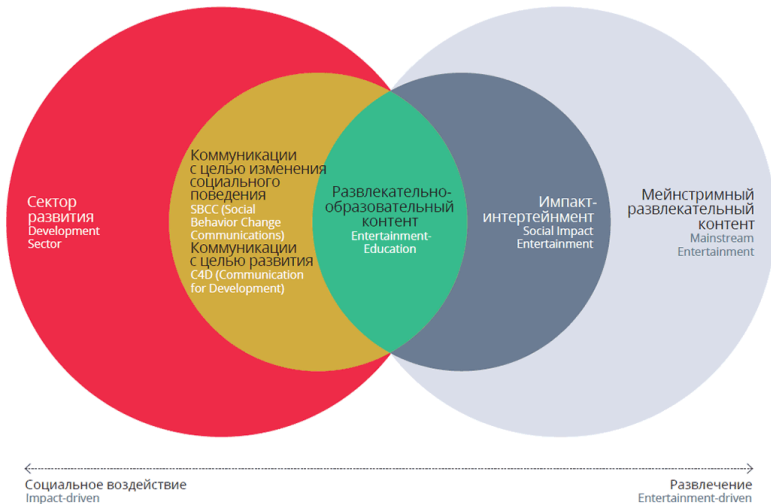 Сектор
развития
Development
Sector
Коммуникации
с целью изменения
социального
поведения
SBCC (Social
Behavior Change
Communications)
Коммуникации
с целью развития
C4D (Communication
for Development)
Развлекательно-
образовательный
контент
Entertainment-
Education
Импакт-
интертейнмент
Social Impact
Entertainment
Мейнстримный
развлекательный
контент
Mainstream
Entertainment
Социальное воздействие
Impact-driven
Развлечение
Entertainment-driven